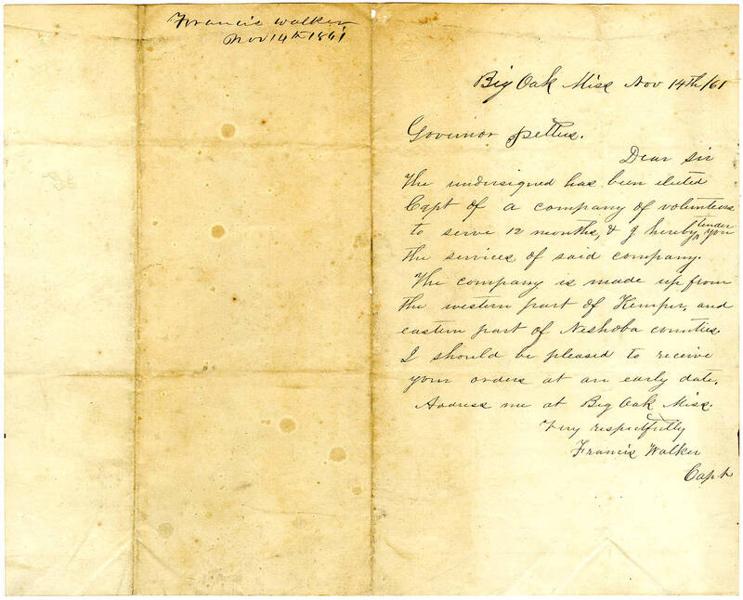 Francis Walker
Nov 14th 1861
Big Oak Miss Nov 14th/61
Governor Pettus.
Dear sir
The undersigned has been elected
Capt of a company of volunteers
to serve 12 months, & I hereby tender you
the services of said company.
The company is made up from
the western part of Kemper, and
eastern part of Neshoba counties.
I should be pleased to receive
your orders at an early date.
Address me at Big Oak Miss.
Very respectfully
Francis Walker
Capt